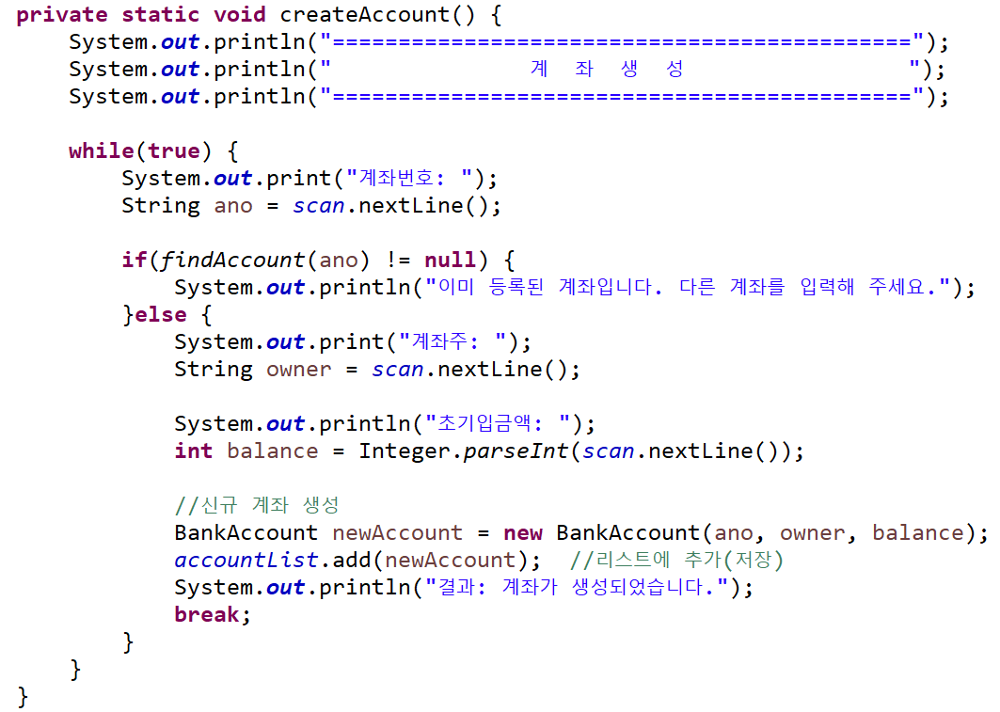 private static void createAccount() {
    System.out.println("============================================");
    System.out.println("               계  좌  생  성                 ");
    System.out.println("============================================");

    while(true) {
        System.out.print("계좌번호: ");
        String ano = scan.nextLine();

        if(findAccount(ano) != null) {
            System.out.println("이미 등록된 계좌입니다. 다른 계좌를 입력해 주세요.");
        }else {
            System.out.print("계좌주: ");
            String owner = scan.nextLine();

            System.out.println("초기입금액: ");
            int balance = Integer.parseInt(scan.nextLine());

            //신규 계좌 생성
            BankAccount newAccount = new BankAccount(ano, owner, balance);
            accountList.add(newAccount);  //리스트에 추가(저장)
            System.out.println("결과: 계좌가 생성되었습니다.");
            break;
        }
    }
}